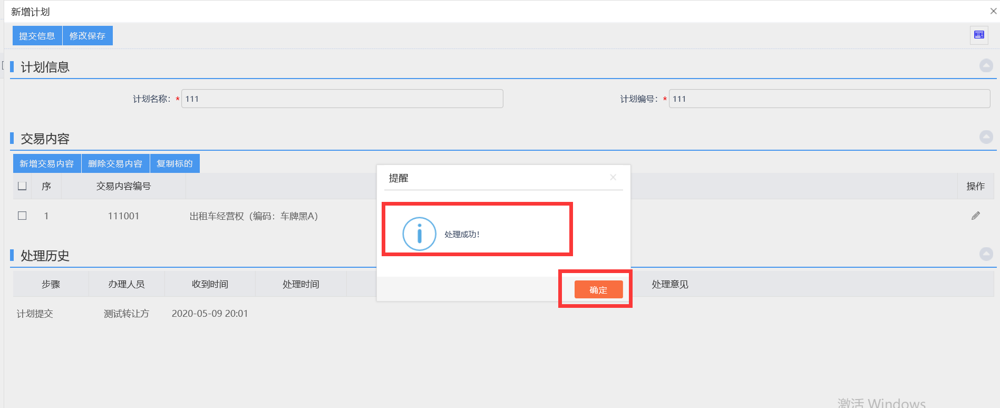 新增计划
提交信息 修改保存
计划信息
计划名称：* 111 计划编号：* 111
交易内容
新增交易内容 删除交易内容 复制标的
序 交易内容编号 操作
1 111001 出租车经营权（编码：车牌黑A）
提醒
处理成功！
确定
处理历史
步骤 办理人员 收到时间 处理时间 处理意见
计划提交 测试转让方 2020-05-09 20:01
激活 Windows